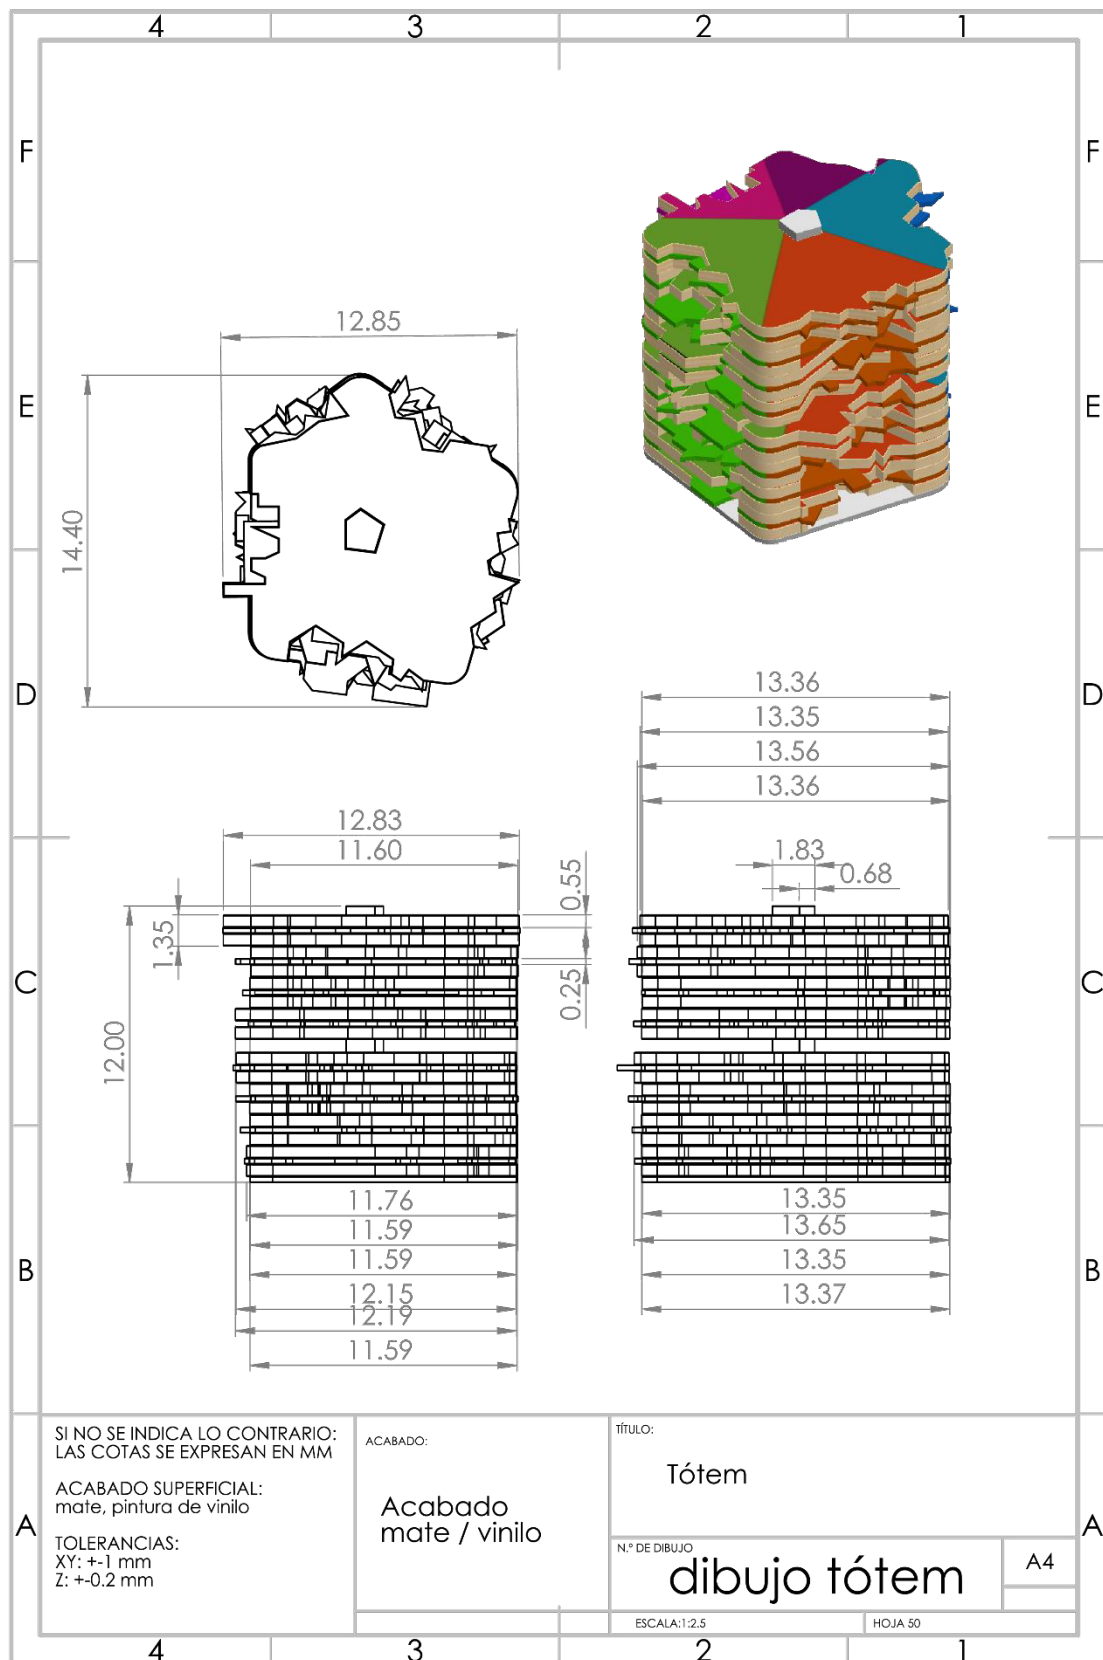 4 3 2 1
F F
12.85
E E
14.40
D D
13.36
13.35
13.56
13.36
12.83
11.60
1.83
0.68
0.55
1.35
0.25
C C
12.00
11.76
11.59
11.59
12.15
12.19
11.59
13.35
13.65
13.35
13.37
B B
SI NO SE INDICA LO CONTRARIO:
LAS COTAS SE EXPRESAN EN MM
ACABADO SUPERFICIAL:
mate, pintura de vinilo
TOLERANCIAS:
XY: +-1 mm
Z: +-0.2 mm
ACABADO:
Acabado
mate / vinilo
TÍTULO:
Tótem
N.º DE DIBUJO
dibujo tótem
A4
ESCALA:1:2.5
HOJA 50
A A
4 3 2 1